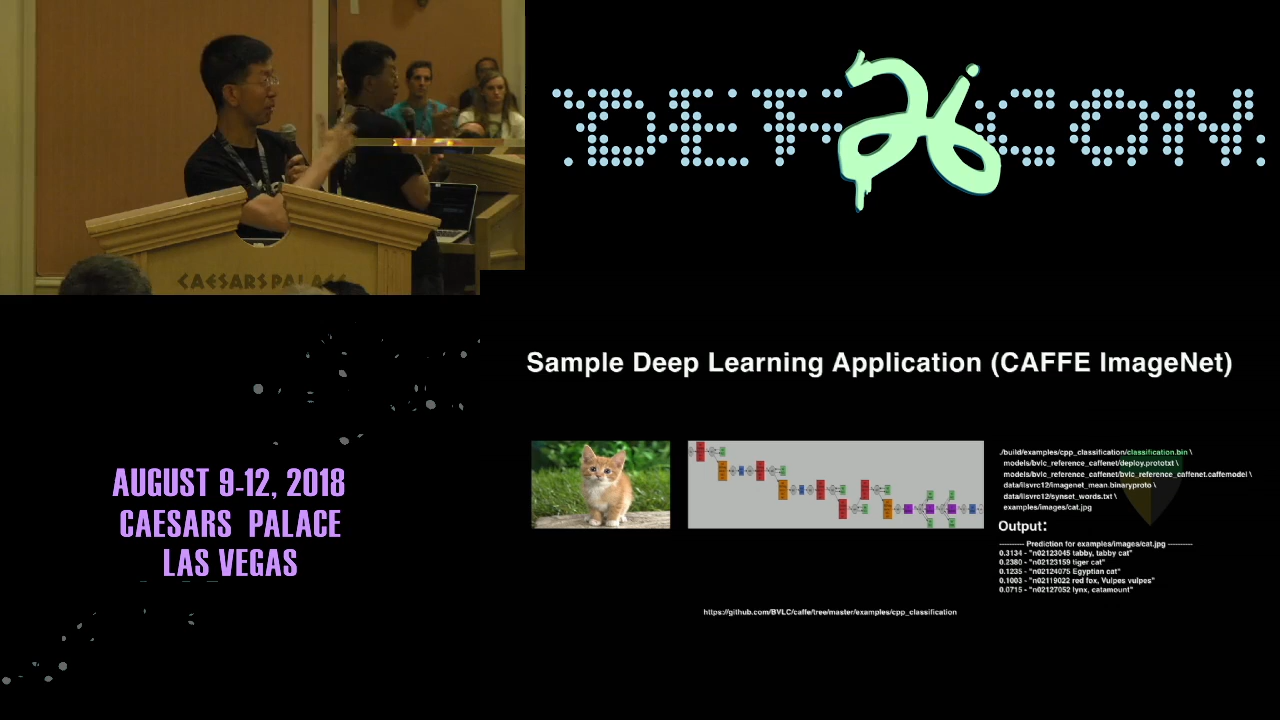 CAESARS PALACE
DEF CON
26
Sample Deep Learning Application (CAFFE ImageNet)
./build/examples/cpp_classification/classification.bin \
models/bvlc_reference_caffenet/deploy.prototxt \
models/bvlc_reference_caffenet/bvlc_reference_caffenet.caffemodel \
data/ilsvrc12/imagenet_mean.binaryproto \
data/ilsvrc12/synset_words.txt \
examples/images/cat.jpg
Output:
---------- Prediction for examples/images/cat.jpg ----------
0.3134 - "n02123045 tabby, tabby cat"
0.2380 - "n02123159 tiger cat"
0.1235 - "n02124075 Egyptian cat"
0.1003 - "n02119022 red fox, Vulpes vulpes"
0.0715 - "n02127052 lynx, catamount"
https://github.com/BVLC/caffe/tree/master/examples/cpp_classification
AUGUST 9-12, 2018
CAESARS PALACE
LAS VEGAS